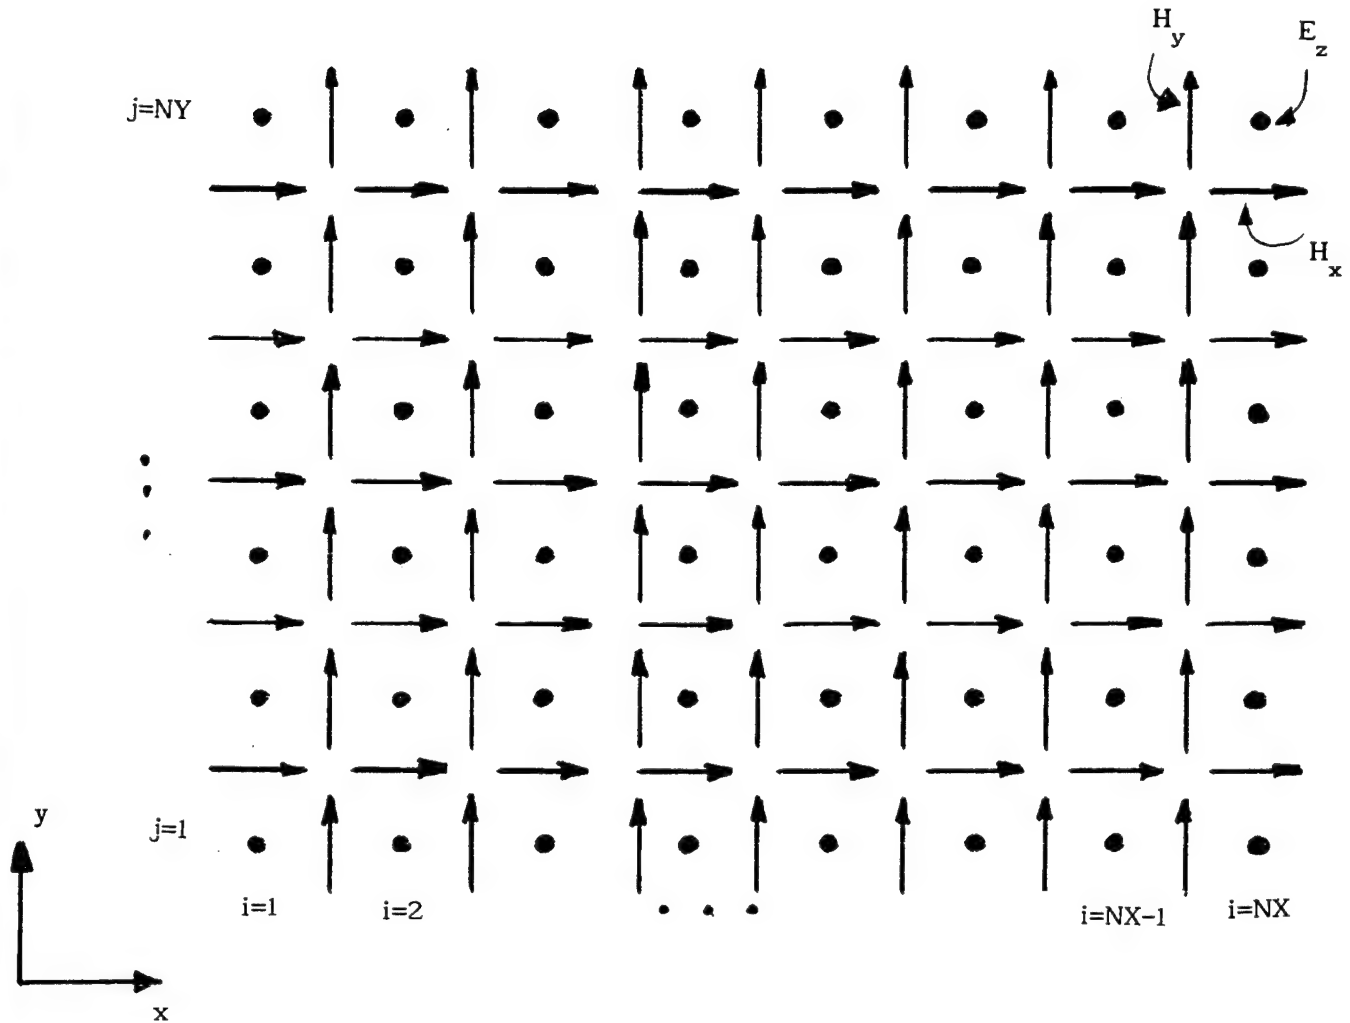 H_y
E_z
j=NY
H_x
y
j=1
i=1 i=2 . . . i=NX-1 i=NX
x